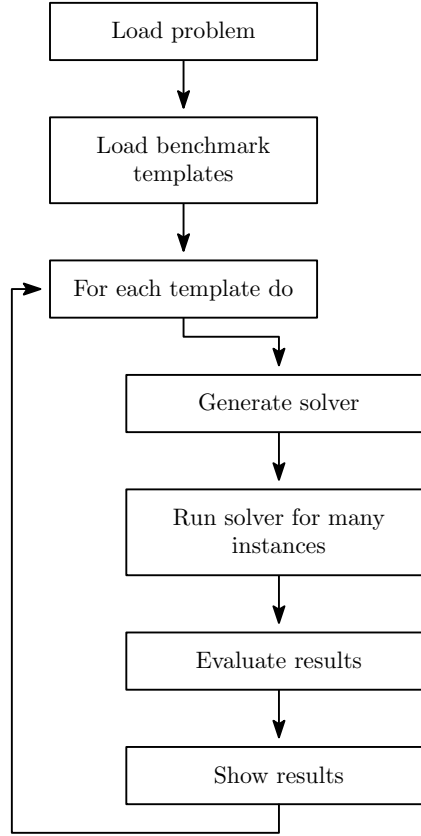 Load problem
Load benchmark
templates
For each template do
Generate solver
Run solver for many
instances
Evaluate results
Show results